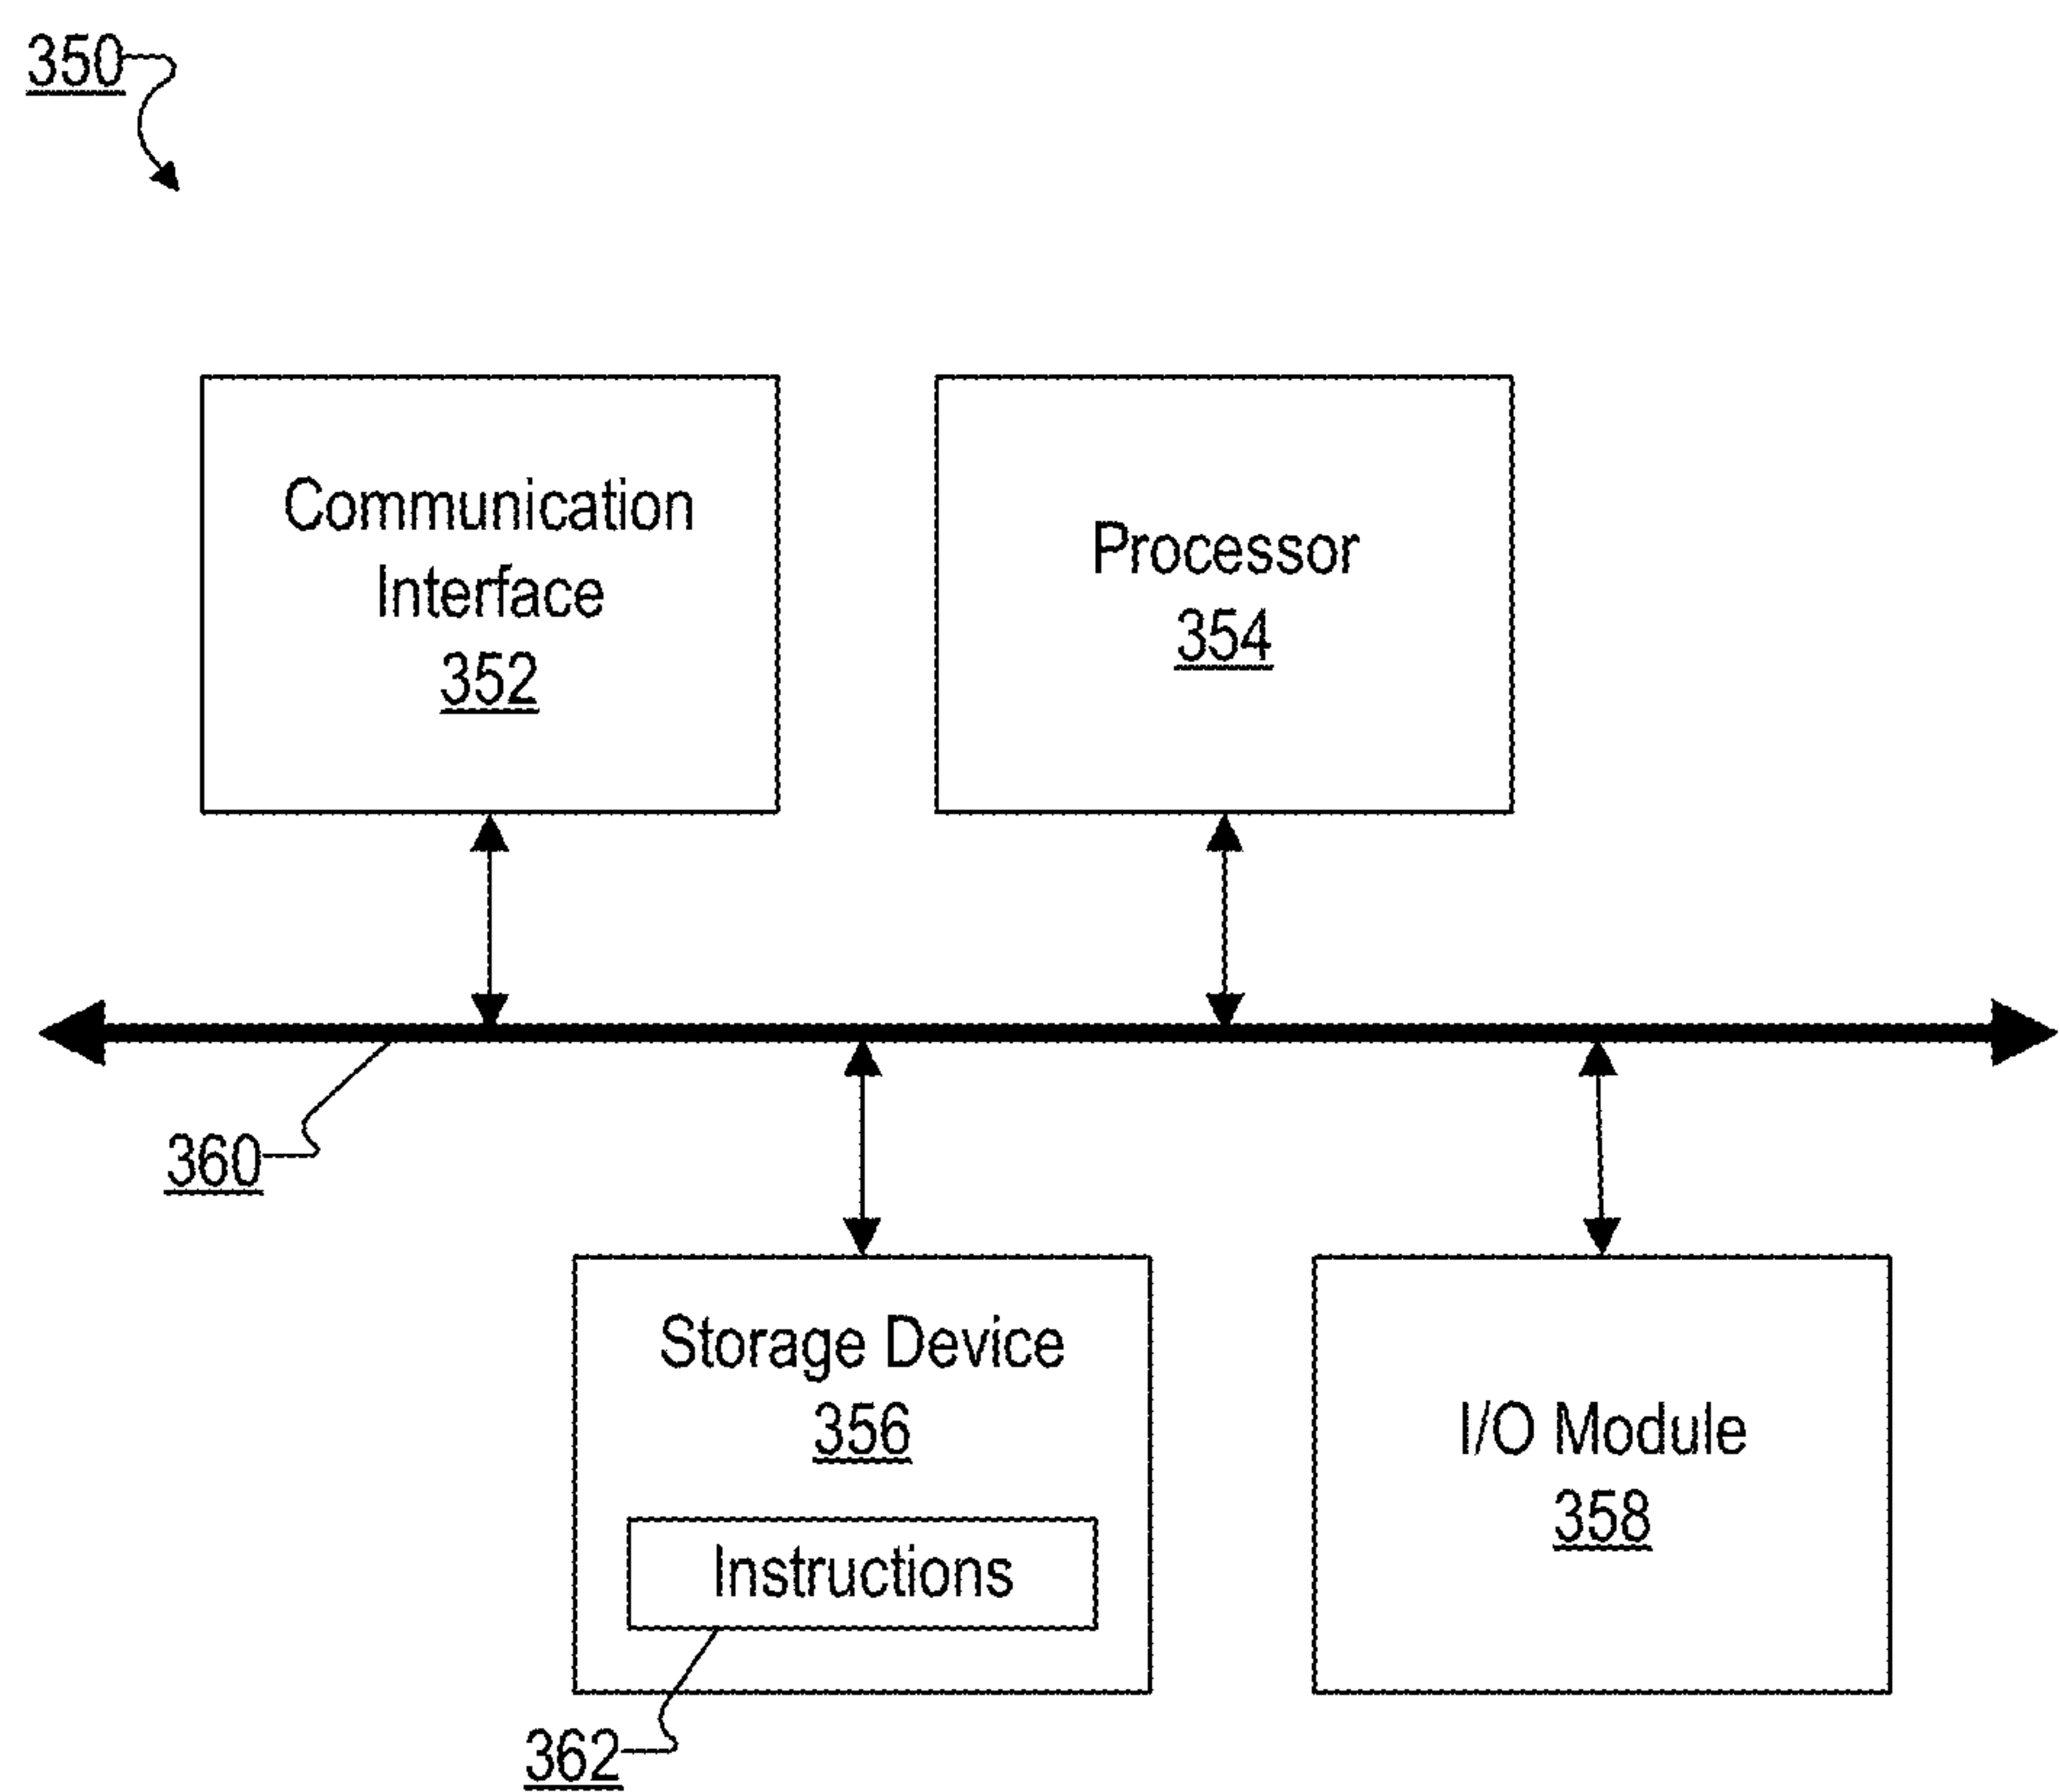 350
Communication
Interface
352
Processor
354
360
Storage Device
356
Instructions
362
I/O Module
358